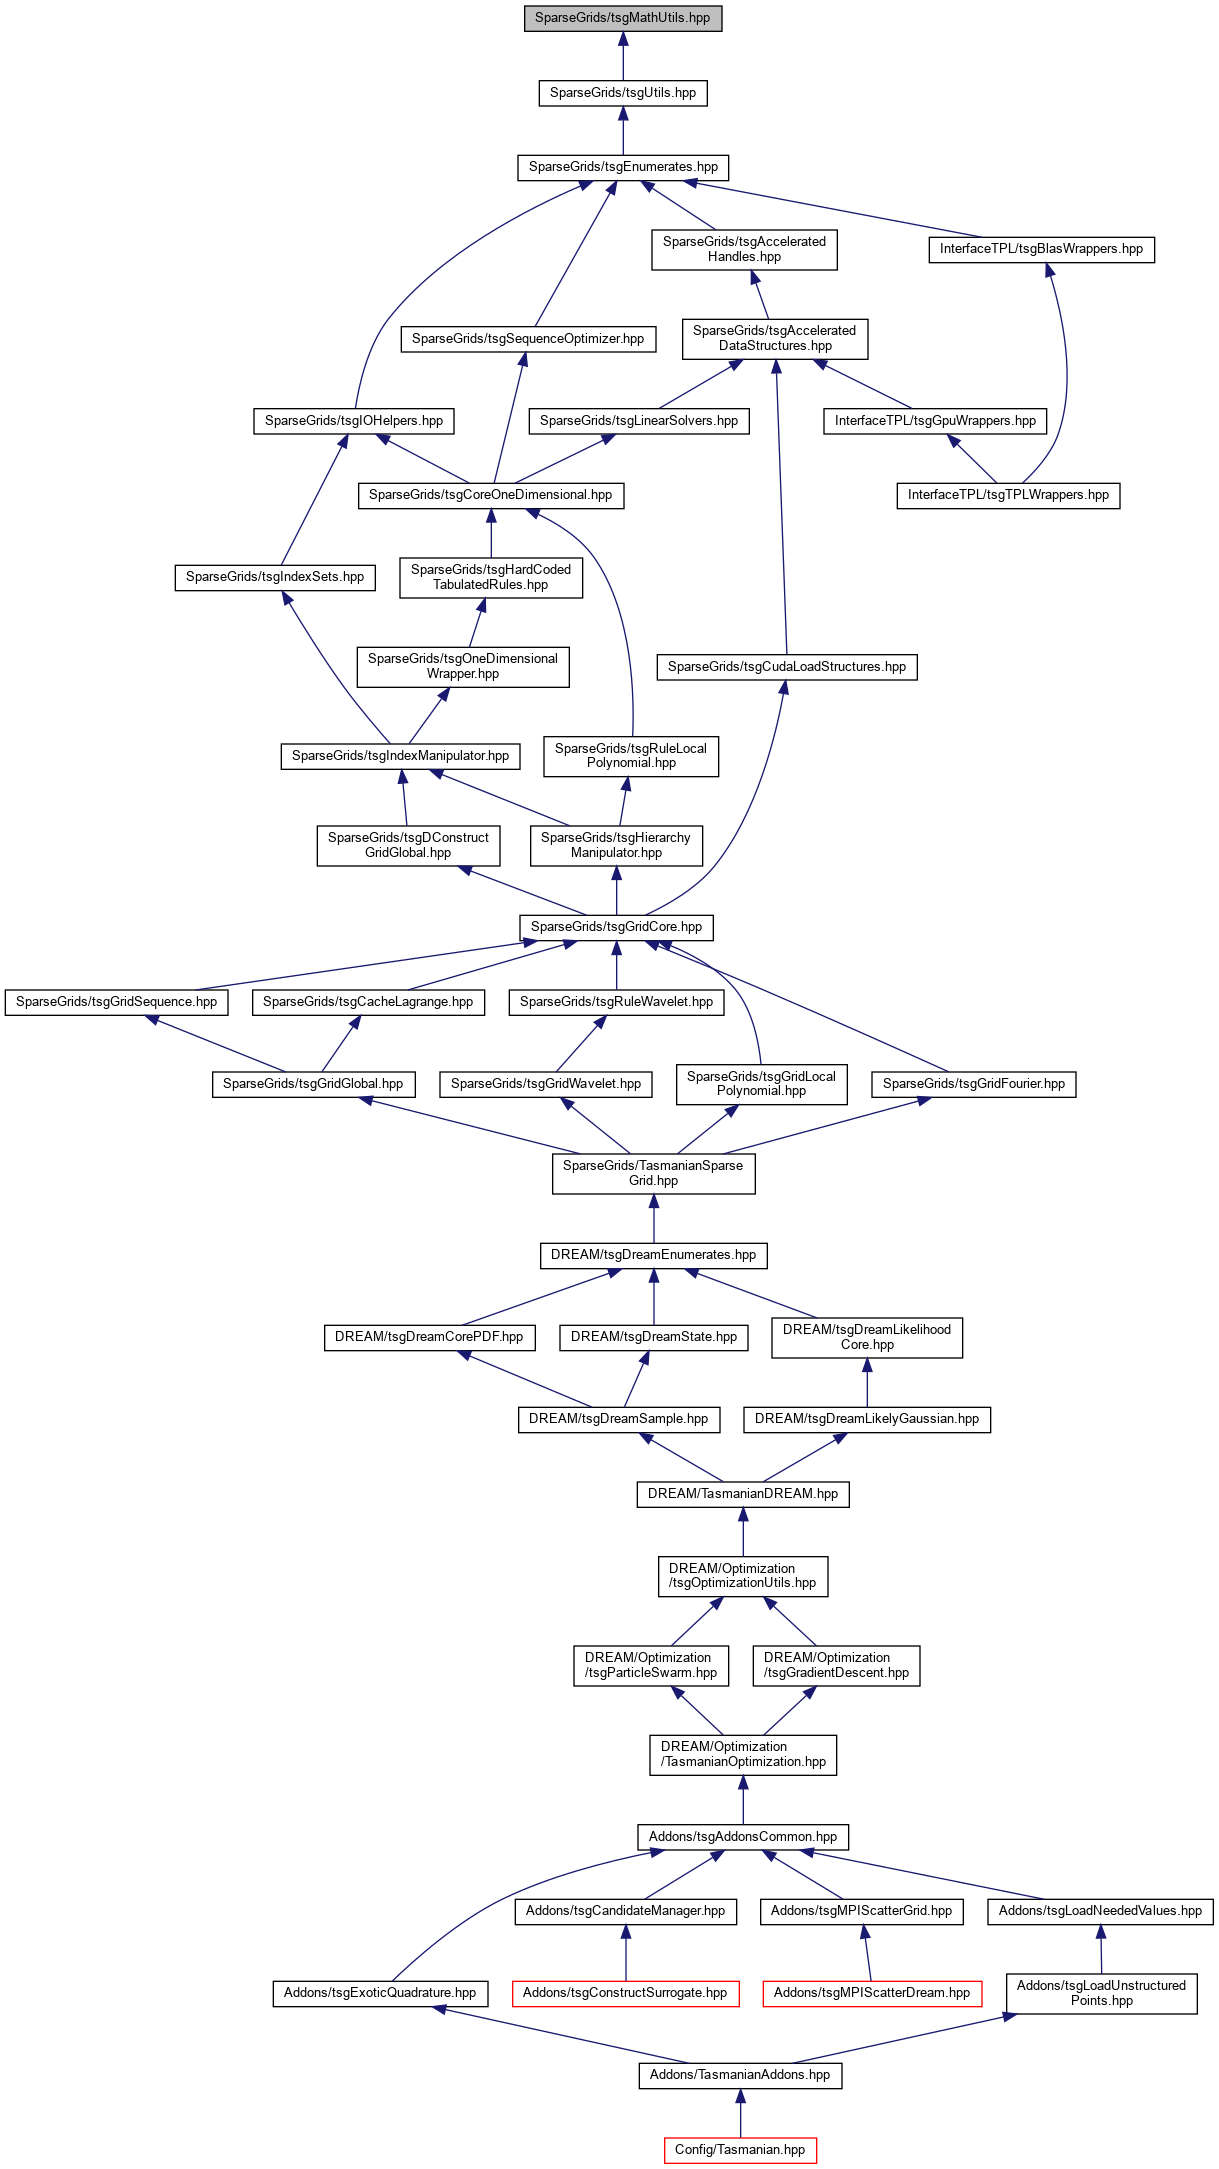 SparseGrids/tsgMathUtils.hpp
SparseGrids/tsgUtils.hpp
SparseGrids/tsgEnumerates.hpp
SparseGrids/tsgAccelerated
Handles.hpp
InterfaceTPL/tsgBlasWrappers.hpp
SparseGrids/tsgSequenceOptimizer.hpp
SparseGrids/tsgAccelerated
DataStructures.hpp
SparseGrids/tsgIOHelpers.hpp
SparseGrids/tsgLinearSolvers.hpp
InterfaceTPL/tsgGpuWrappers.hpp
SparseGrids/tsgCoreOneDimensional.hpp
InterfaceTPL/tsgTPLWrappers.hpp
SparseGrids/tsgIndexSets.hpp
SparseGrids/tsgHardCoded
TabulatedRules.hpp
SparseGrids/tsgOneDimensional
Wrapper.hpp
SparseGrids/tsgCudaLoadStructures.hpp
SparseGrids/tsgIndexManipulator.hpp
SparseGrids/tsgRuleLocal
Polynomial.hpp
SparseGrids/tsgDConstruct
GridGlobal.hpp
SparseGrids/tsgHierarchy
Manipulator.hpp
SparseGrids/tsgGridCore.hpp
SparseGrids/tsgGridSequence.hpp
SparseGrids/tsgCacheLagrange.hpp
SparseGrids/tsgRuleWavelet.hpp
SparseGrids/tsgGridGlobal.hpp
SparseGrids/tsgGridWavelet.hpp
SparseGrids/tsgGridLocal
Polynomial.hpp
SparseGrids/tsgGridFourier.hpp
SparseGrids/TasmanianSparse
Grid.hpp
DREAM/tsgDreamEnumerates.hpp
DREAM/tsgDreamCorePDF.hpp
DREAM/tsgDreamState.hpp
DREAM/tsgDreamLikelihood
Core.hpp
DREAM/tsgDreamSample.hpp
DREAM/tsgDreamLikelyGaussian.hpp
DREAM/TasmanianDREAM.hpp
DREAM/Optimization
/tsgOptimizationUtils.hpp
DREAM/Optimization
/tsgParticleSwarm.hpp
DREAM/Optimization
/tsgGradientDescent.hpp
DREAM/Optimization
/TasmanianOptimization.hpp
Addons/tsgAddonsCommon.hpp
Addons/tsgCandidateManager.hpp
Addons/tsgMPIScatterGrid.hpp
Addons/tsgLoadNeededValues.hpp
Addons/tsgExoticQuadrature.hpp
Addons/tsgConstructSurrogate.hpp
Addons/tsgMPIScatterDream.hpp
Addons/tsgLoadUnstructured
Points.hpp
Addons/TasmanianAddons.hpp
Config/Tasmanian.hpp